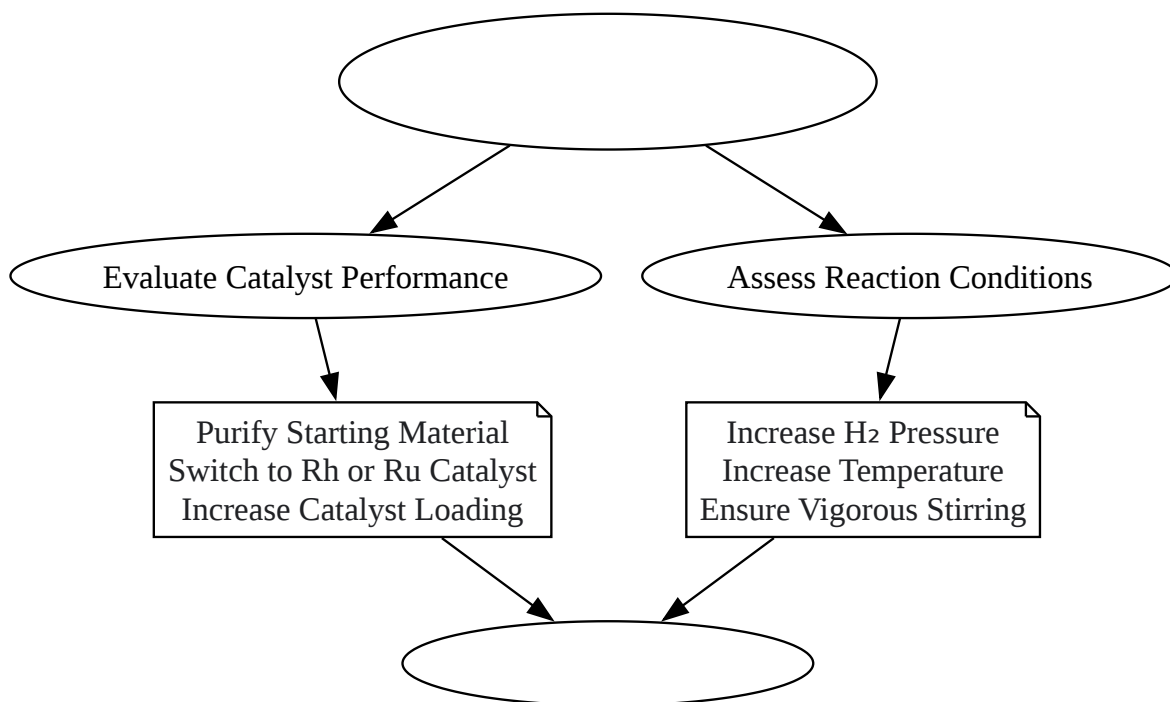 Evaluate Catalyst Performance
Assess Reaction Conditions
Purify Starting Material
Switch to Rh or Ru Catalyst
Increase Catalyst Loading
Increase H₂ Pressure
Increase Temperature
Ensure Vigorous Stirring